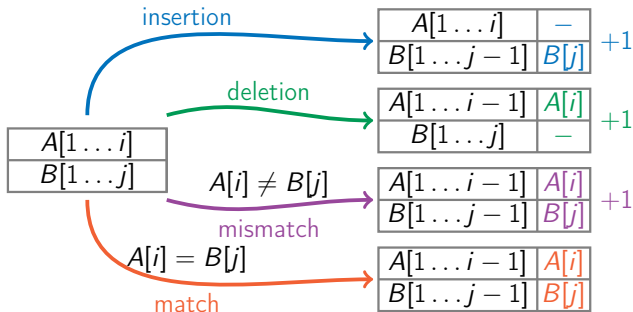 insertion
A[1 . . . i] −
B[1 . . . j − 1] B[j]
+1
deletion
A[1 . . . i − 1] A[i]
B[1 . . . j] −
+1
A[1 . . . i]
B[1 . . . j]
A[i] ≠ B[j]
mismatch
A[1 . . . i − 1] A[i]
B[1 . . . j − 1] B[j]
+1
A[i] = B[j]
match
A[1 . . . i − 1] A[i]
B[1 . . . j − 1] B[j]